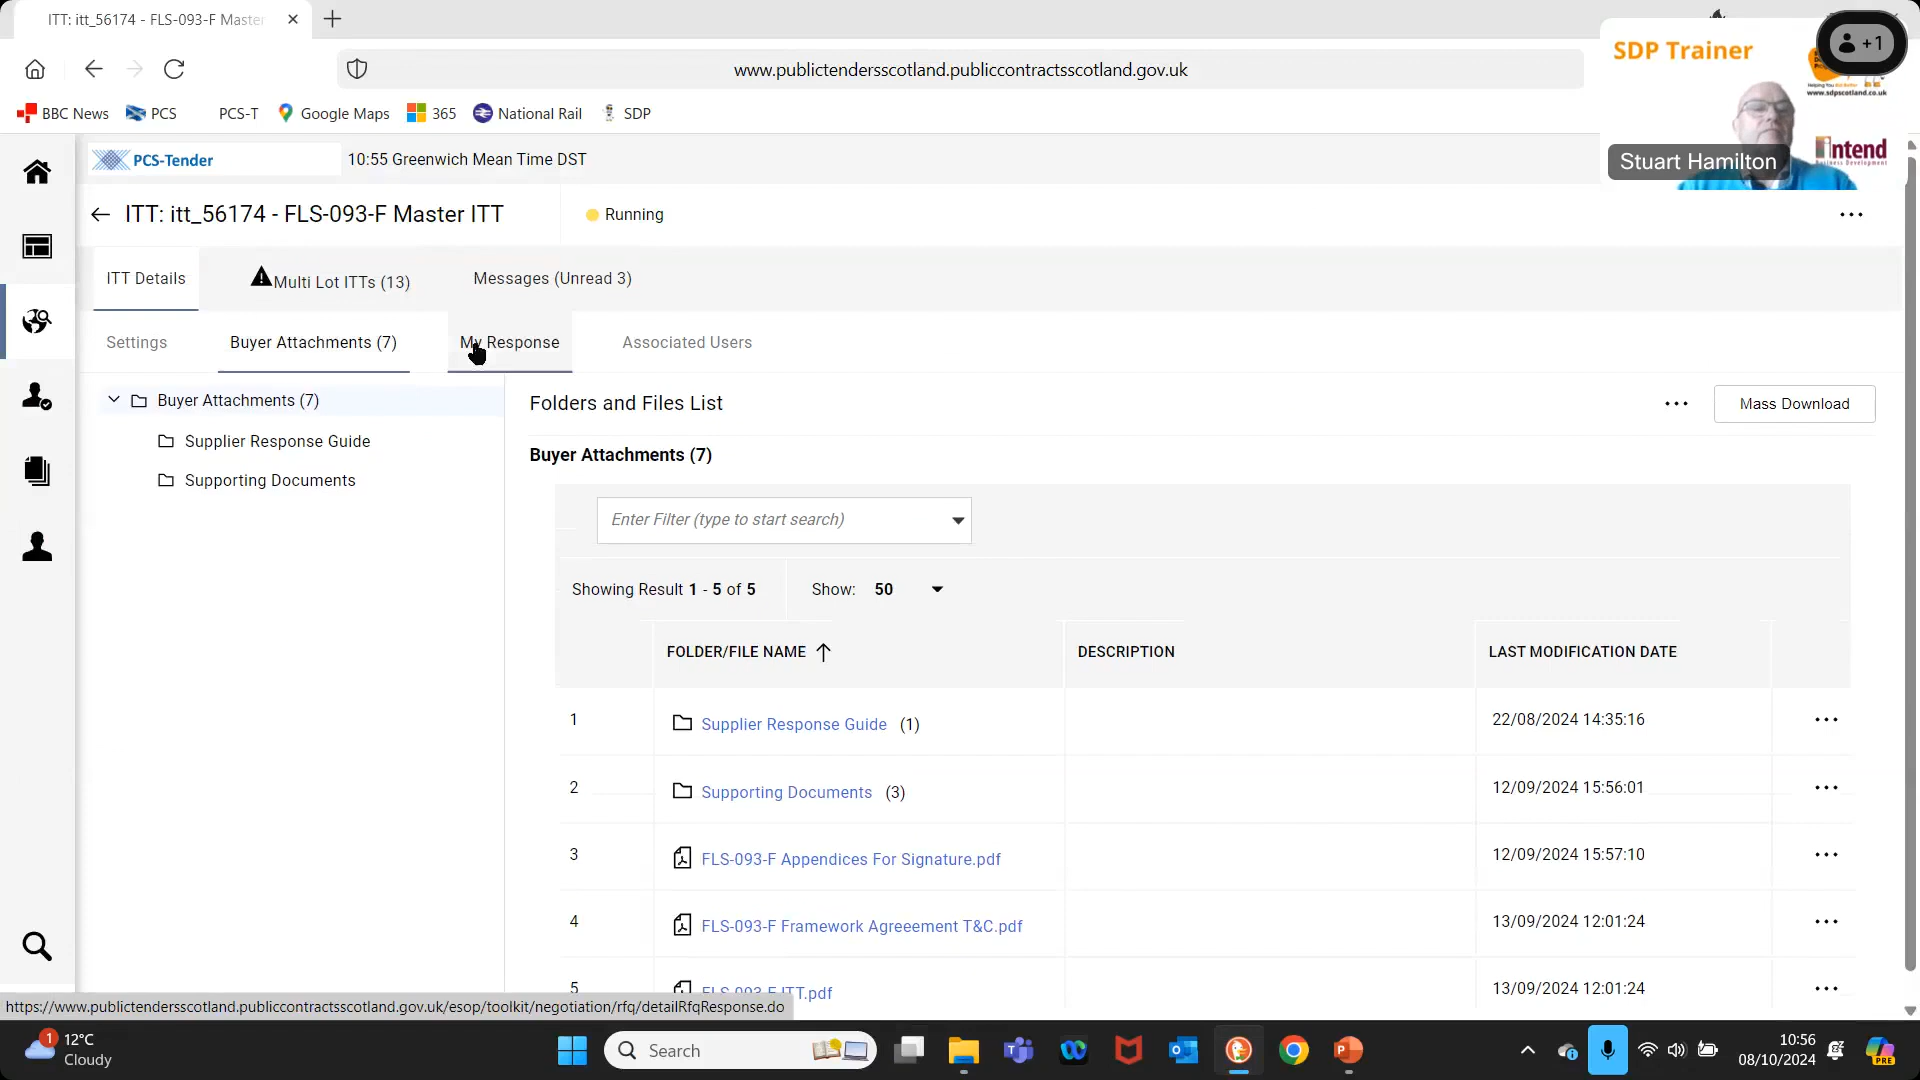 ITT: itt_56174 - FLS-093-F Master
www.publictendersscotland.publiccontractsscotland.gov.uk
BBC News
PCS
PCS-T
Google Maps
365
National Rail
SDP
SDP Trainer
+1
www.sdpscotland.co.uk
intend
Stuart Hamilton
PCS-Tender
10:55 Greenwich Mean Time DST
ITT: itt_56174 - FLS-093-F Master ITT
Running
ITT Details
Multi Lot ITTs (13)
Messages (Unread 3)
Settings
Buyer Attachments (7)
My Response
Associated Users
Buyer Attachments (7)
Supplier Response Guide
Supporting Documents
Folders and Files List
Mass Download
Buyer Attachments (7)
Enter Filter (type to start search)
Showing Result 1 - 5 of 5
Show: 50
FOLDER/FILE NAME
DESCRIPTION
LAST MODIFICATION DATE
1 Supplier Response Guide (1) 22/08/2024 14:35:16
2 Supporting Documents (3) 12/09/2024 15:56:01
3 FLS-093-F Appendices For Signature.pdf 12/09/2024 15:57:10
4 FLS-093-F Framework Agreeement T&C.pdf 13/09/2024 12:01:24
5 FLS-093-F ITT.pdf 13/09/2024 12:01:24
https://www.publictendersscotland.publiccontractsscotland.gov.uk/esop/toolkit/negotiation/rfq/detailRfqResponse.do
1
12°C
Cloudy
Search
10:56
08/10/2024
PRE